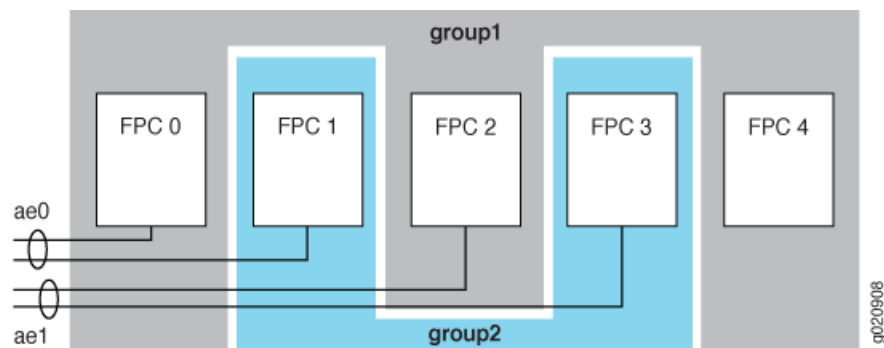 group1
FPC 0
FPC 1
FPC 2
FPC 3
FPC 4
ae0
ae1
group2
g020908